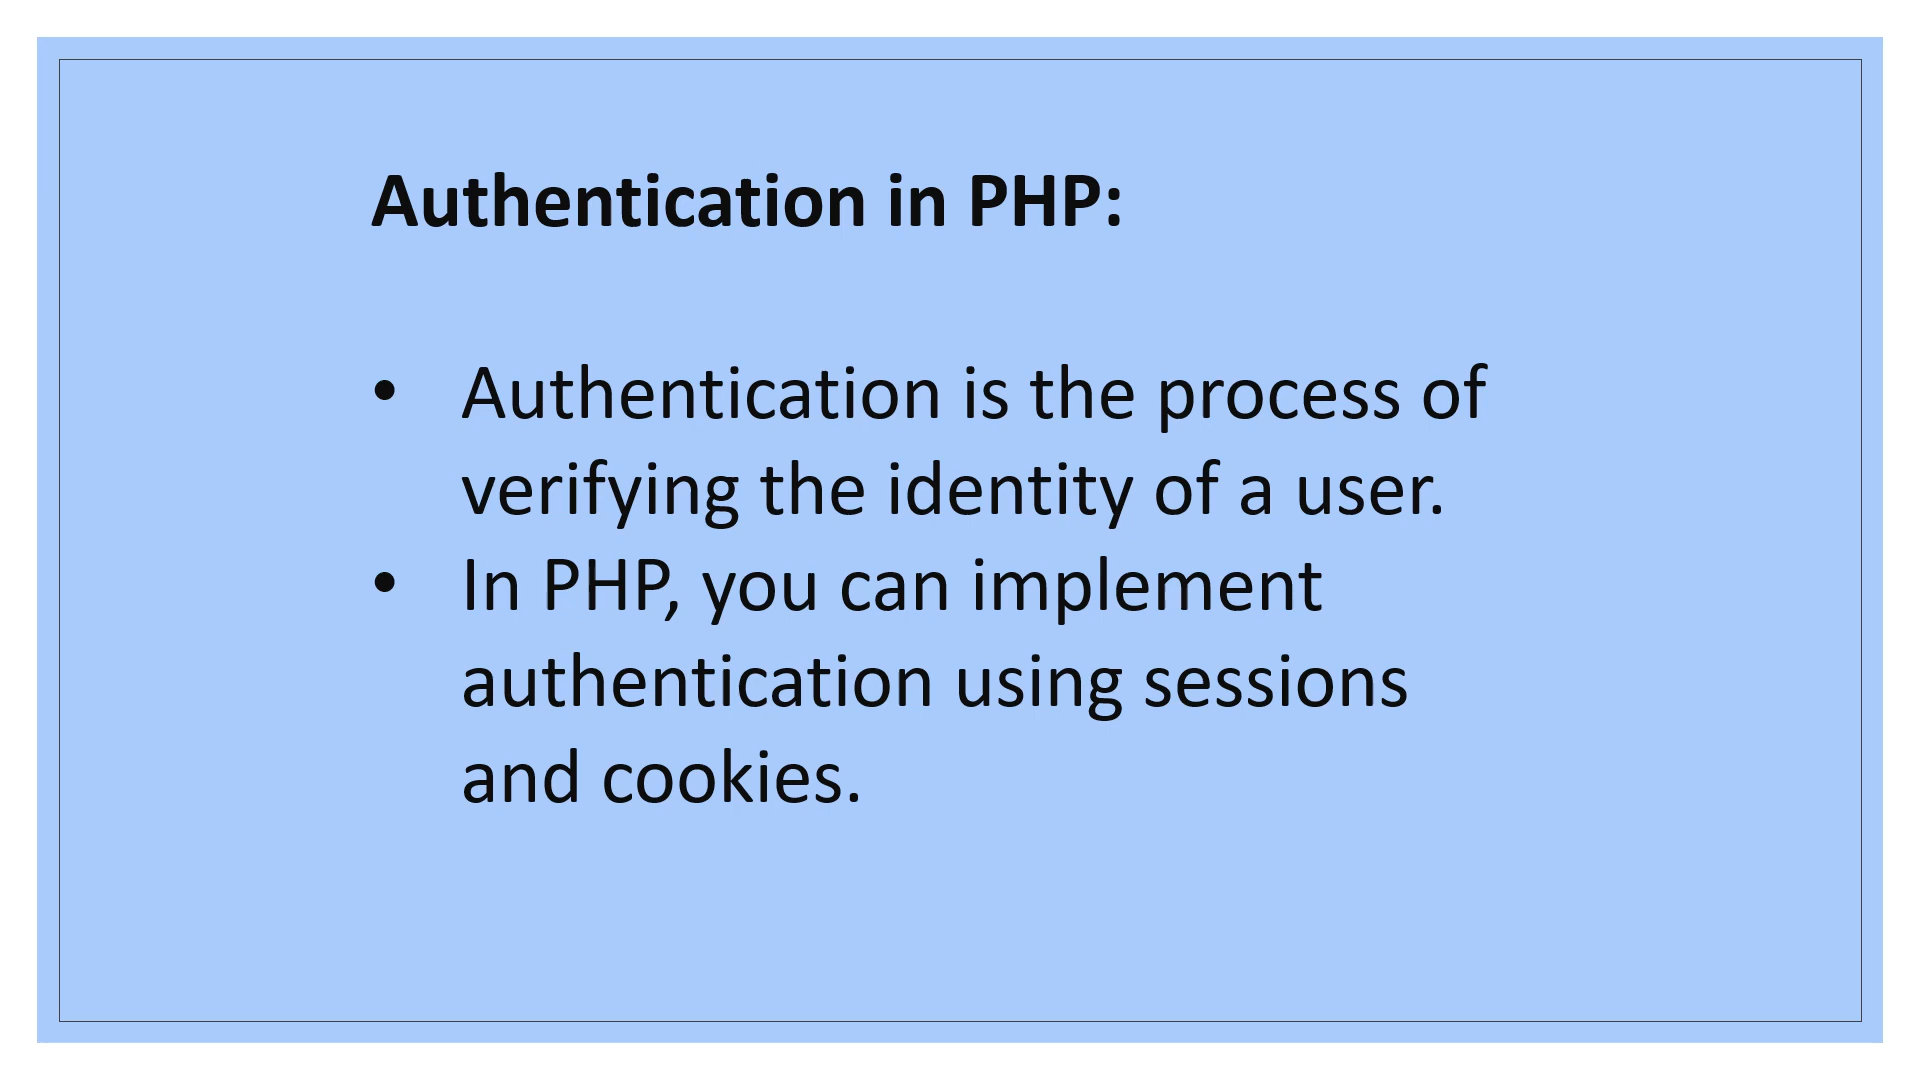 Authentication in PHP:
• Authentication is the process of
verifying the identity of a user.
• In PHP, you can implement
authentication using sessions
and cookies.